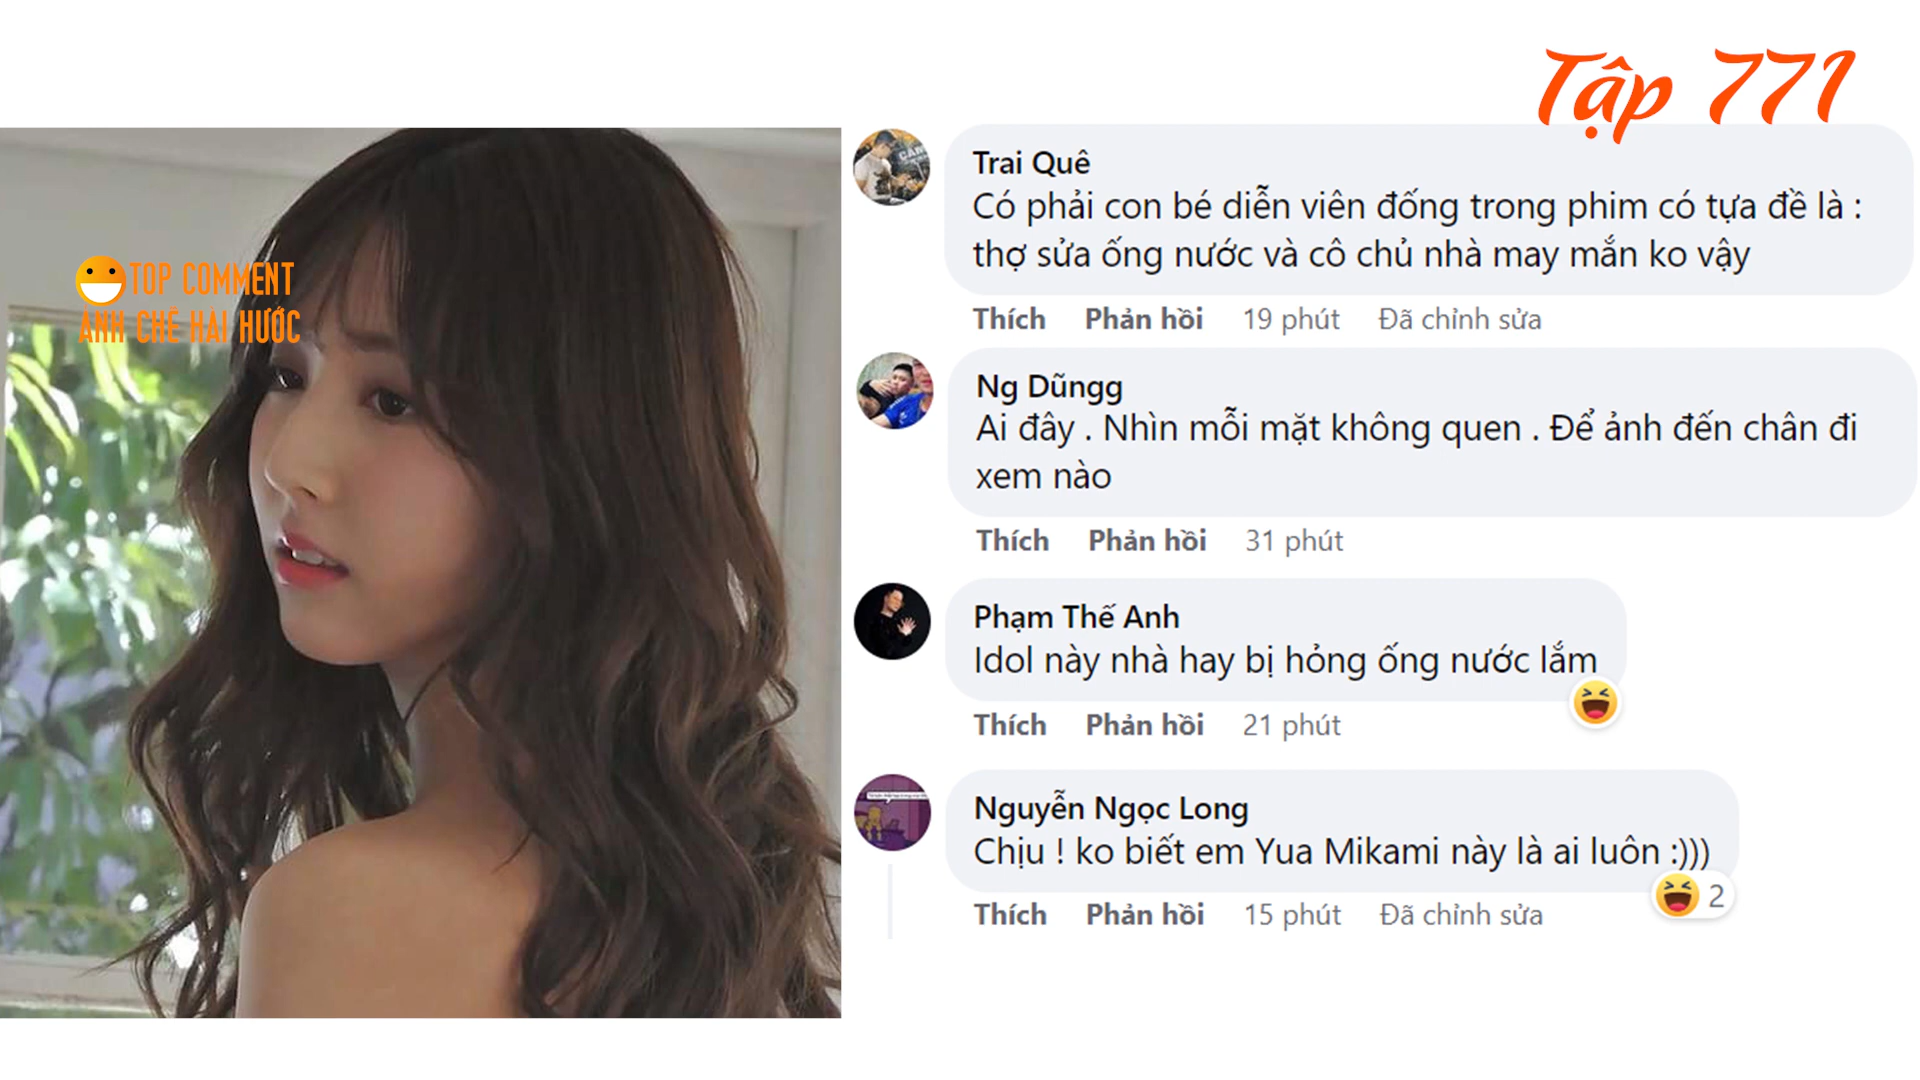 Tập 771
TOP COMMENT
ẢNH CHẾ HÀI HƯỚC
Trai Quê
Có phải con bé diễn viên đống trong phim có tựa đề là :
thợ sửa ống nước và cô chủ nhà may mắn ko vậy
Thích Phản hồi 19 phút Đã chỉnh sửa
Ng Dũngg
Ai đây . Nhìn mỗi mặt không quen . Để ảnh đến chân đi
xem nào
Thích Phản hồi 31 phút
Phạm Thế Anh
Idol này nhà hay bị hỏng ống nước lắm
Thích Phản hồi 21 phút
Nguyễn Ngọc Long
Chịu ! ko biết em Yua Mikami này là ai luôn :)))
2
Thích Phản hồi 15 phút Đã chỉnh sửa